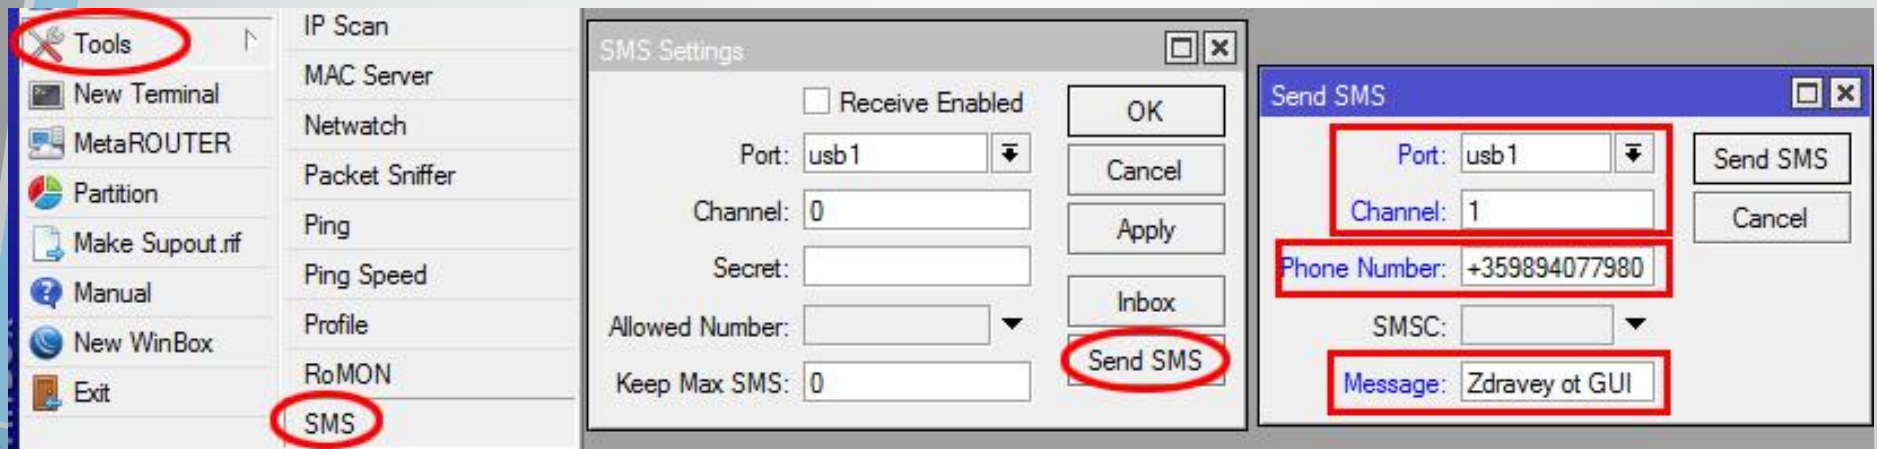 Tools
New Terminal
MetaROUTER
Partition
Make Supout.rif
Manual
New WinBox
Exit
IP Scan
MAC Server
Netwatch
Packet Sniffer
Ping
Ping Speed
Profile
RoMON
SMS
SMS Settings
Receive Enabled
Port: usb1
Channel: 0
Secret:
Allowed Number:
Keep Max SMS: 0
OK
Cancel
Apply
Inbox
Send SMS
Send SMS
Port: usb1
Channel: 1
Phone Number: +359894077980
SMSC:
Message: Zdravey ot GUI
Send SMS
Cancel